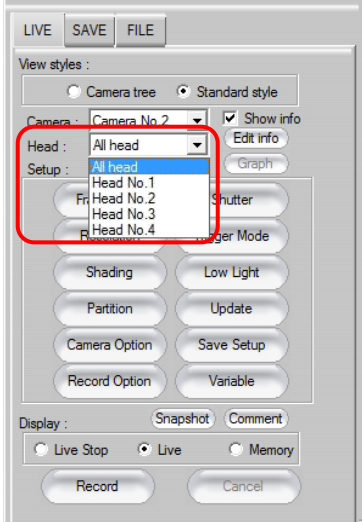 LIVE SAVE FILE
View styles :
Camera tree Standard style
Camera : Camera No.2 Show info
Head : All head Edit info
Setup : All head Graph
Head No.1
Head No.2 Shutter
Head No.3
Head No.4 Mode
Shading Low Light
Partition Update
Camera Option Save Setup
Record Option Variable
Display : Snapshot Comment
Live Stop Live Memory
Record Cancel